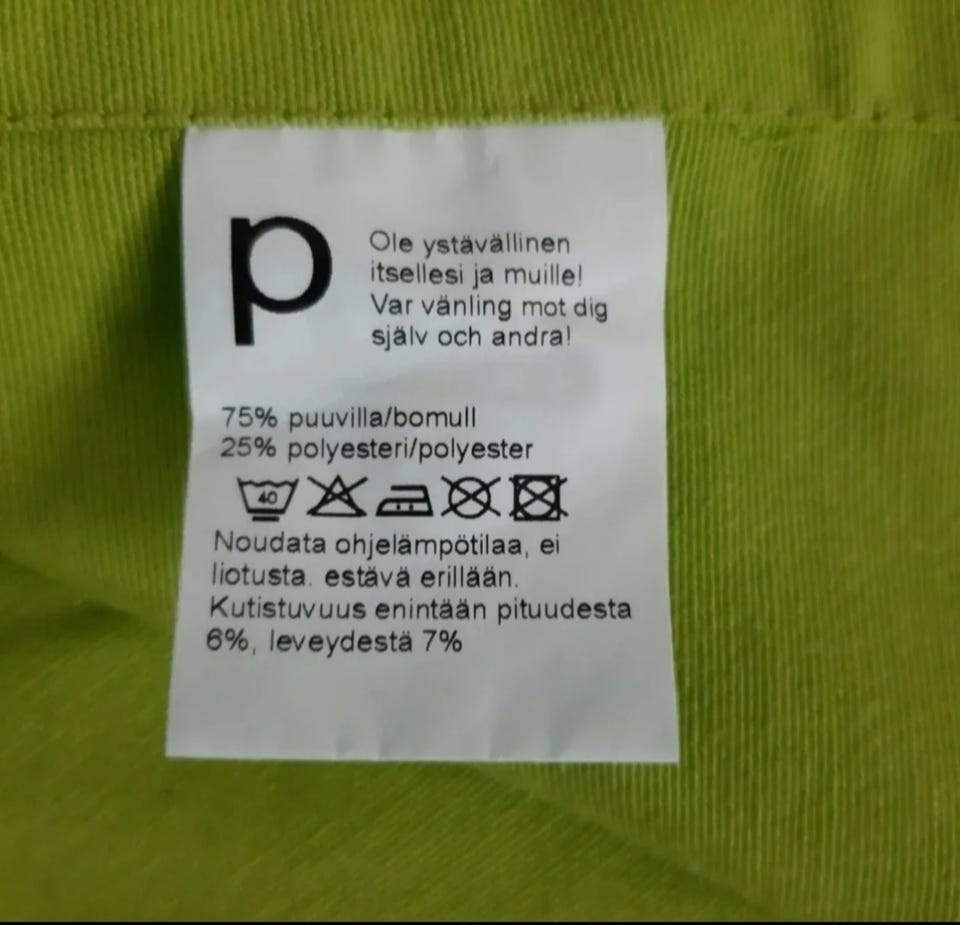 p
Ole ystävällinen
itsellesi ja muille!
Var vänling mot dig
själv och andra!
75% puuvilla/bomull
25% polyesteri/polyester
40
Noudata ohjelämpötilaa, ei
liotusta. estävä erillään.
Kutistuvuus enintään pituudesta
6%, leveydestä 7%